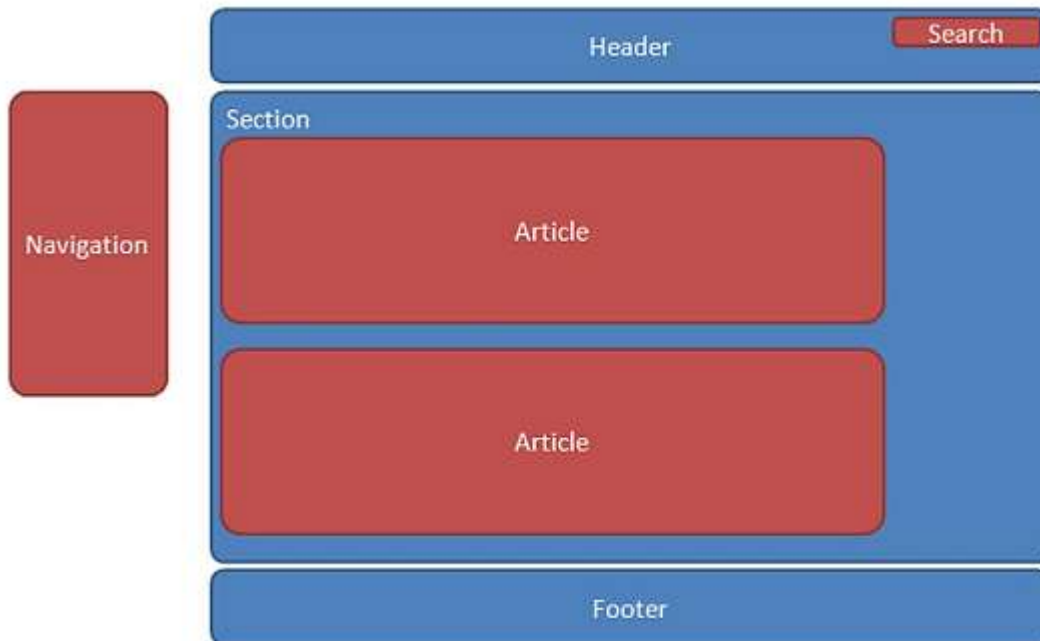 Header
Search
Navigation
Section
Article
Article
Footer